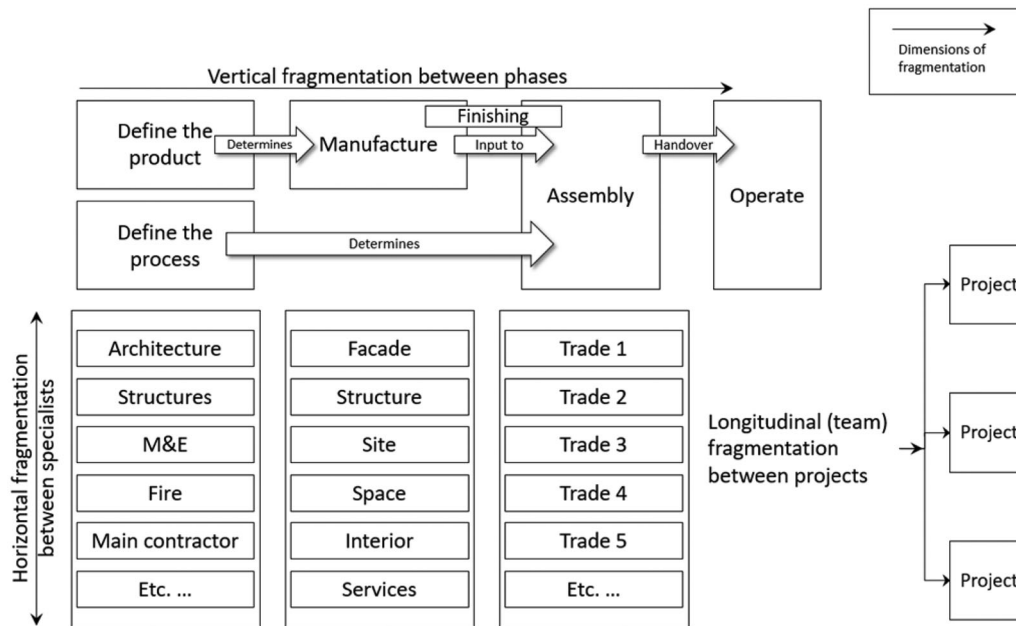 Dimensions of
fragmentation
Vertical fragmentation between phases
Define the
product
Determines
Manufacture
Finishing
Input to
Assembly
Handover
Operate
Define the
process
Determines
Horizontal fragmentation
between specialists
Architecture
Structures
M&E
Fire
Main contractor
Etc. ...
Facade
Structure
Site
Space
Interior
Services
Trade 1
Trade 2
Trade 3
Trade 4
Trade 5
Etc. ...
Longitudinal (team)
fragmentation
between projects
Project
Project
Project